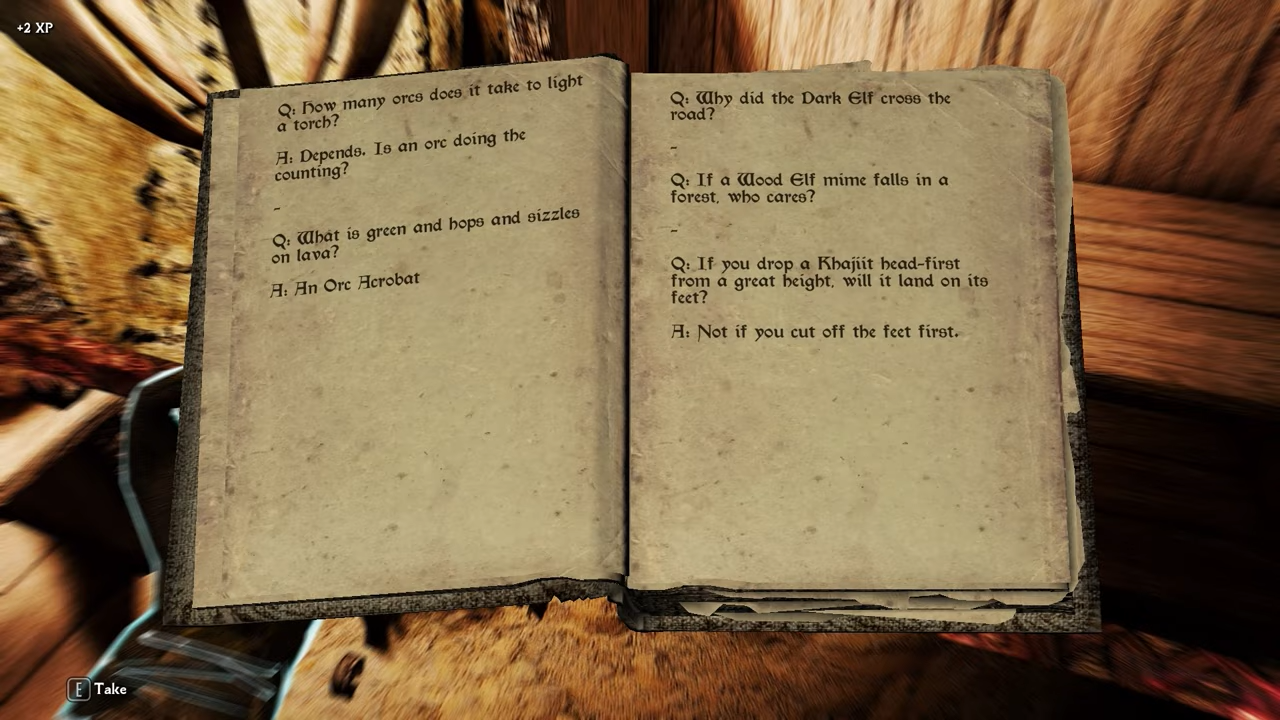 +2 XP
Q: How many orcs does it take to light
a torch?
A: Depends. Is an orc doing the
counting?
-
Q: What is green and hops and sizzles
on lava?
A: An Orc Acrobat
Q: Why did the Dark Elf cross the
road?
-
Q: If a Wood Elf mime falls in a
forest, who cares?
-
Q: If you drop a Khajiit head-first
from a great height, will it land on its
feet?
A: Not if you cut off the feet first.
E Take